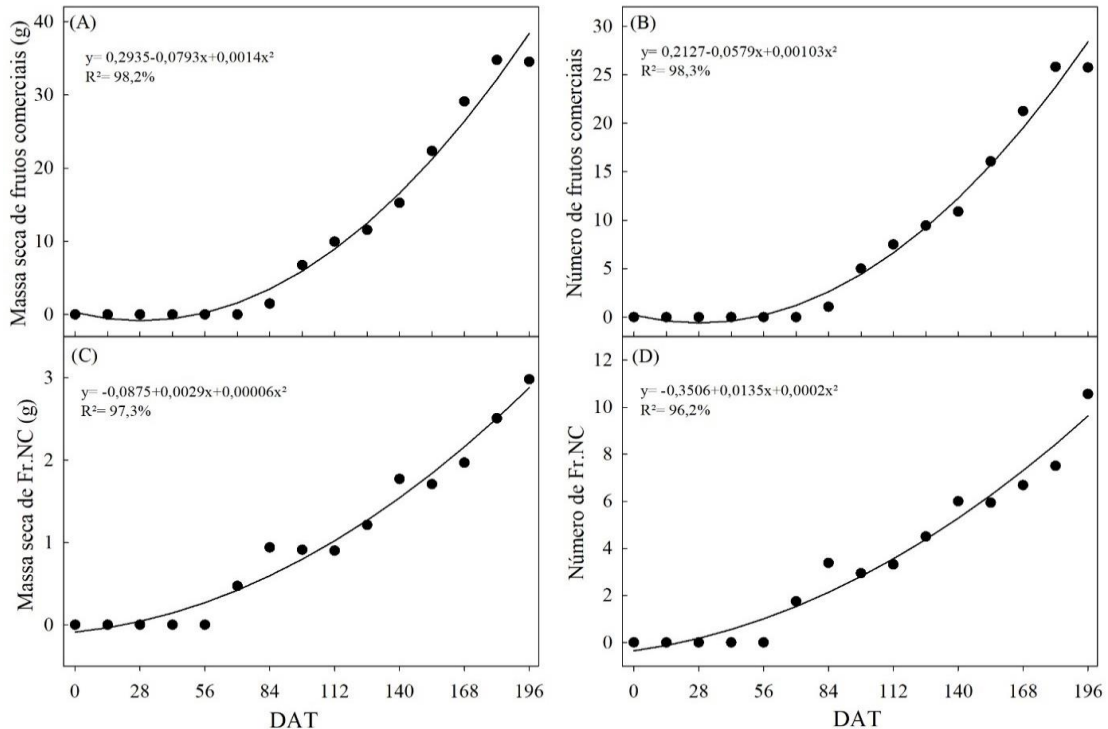 (A)
y= 0,2935-0,0793x+0,0014x²
R²= 98,2%
Massa seca de frutos comerciais (g)
40
30
20
10
0
(B)
y= 0,2127-0,0579x+0,00103x²
R²= 98,3%
Número de frutos comerciais
30
25
20
15
10
5
0
(C)
y= -0,0875+0,0029x+0,00006x²
R²= 97,3%
Massa seca de Fr.NC (g)
3
2
1
0
0 28 56 84 112 140 168 196
DAT
(D)
y= -0,3506+0,0135x+0,0002x²
R²= 96,2%
Número de Fr.NC
12
10
8
6
4
2
0
0 28 56 84 112 140 168 196
DAT